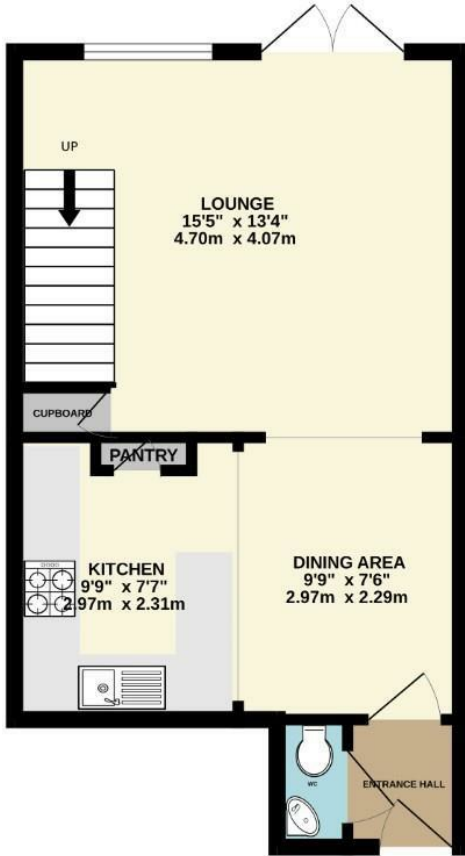 UP
LOUNGE
15'5" x 13'4"
4.70m x 4.07m
CUPBOARD
PANTRY
KITCHEN
9'9" x 7'7"
2.97m x 2.31m
DINING AREA
9'9" x 7'6"
2.97m x 2.29m
WC
ENTRANCE HALL